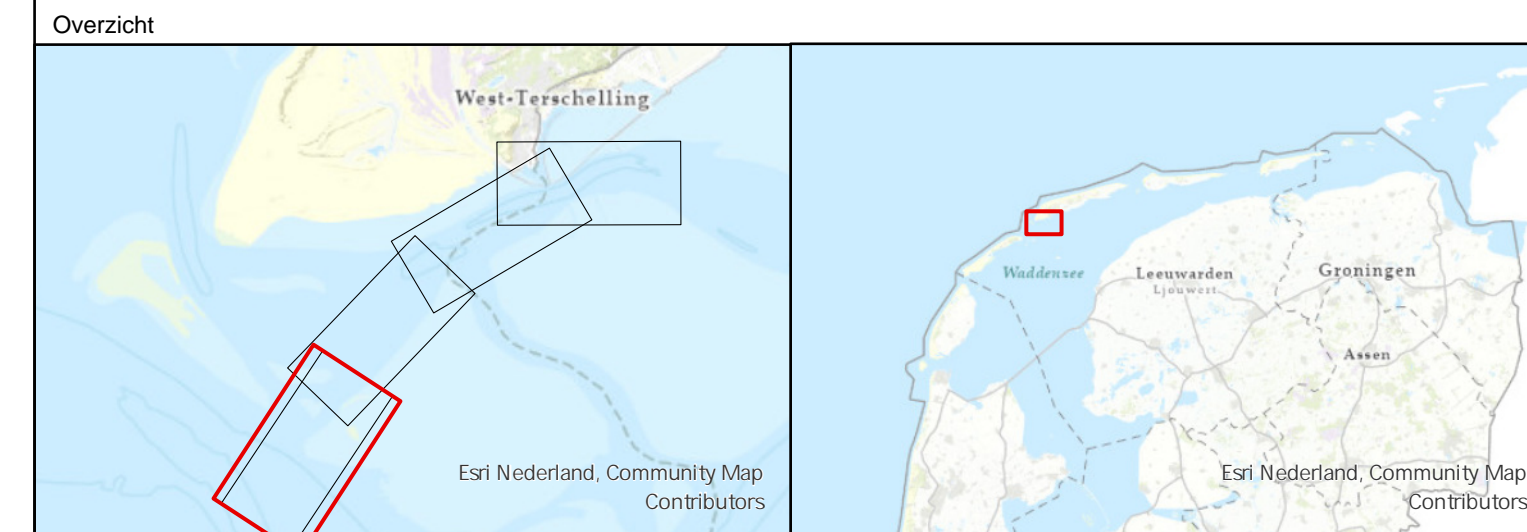 Overzicht
West-Terschelling
Esri Nederland, Community Map
Contributors
Waddenzee
Leeuwarden
Ljouwert
Groningen
Assen
Esri Nederland, Community Map
Contributors